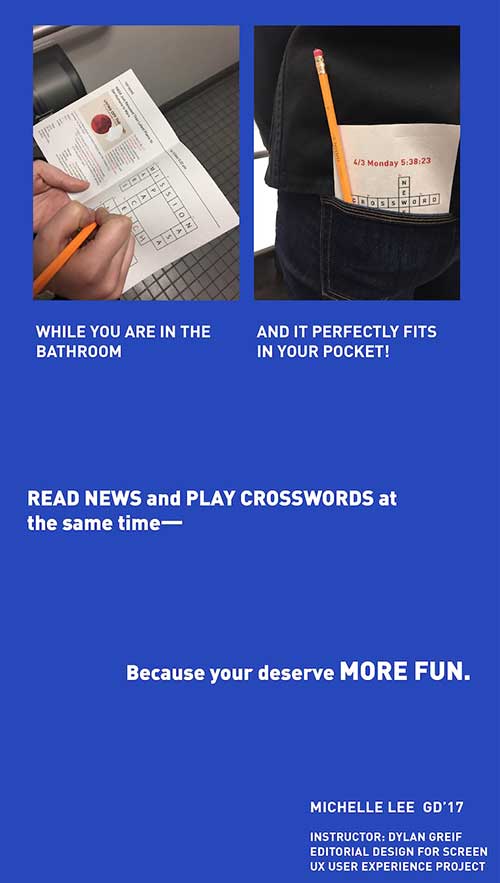 4/3 Monday 5:38:23
CROSSWORD
WHILE YOU ARE IN THE
BATHROOM
AND IT PERFECTLY FITS
IN YOUR POCKET!
READ NEWS and PLAY CROSSWORDS at
the same time—
Because your deserve MORE FUN.
MICHELLE LEE GD’17
INSTRUCTOR: DYLAN GREIF
EDITORIAL DESIGN FOR SCREEN
UX USER EXPERIENCE PROJECT